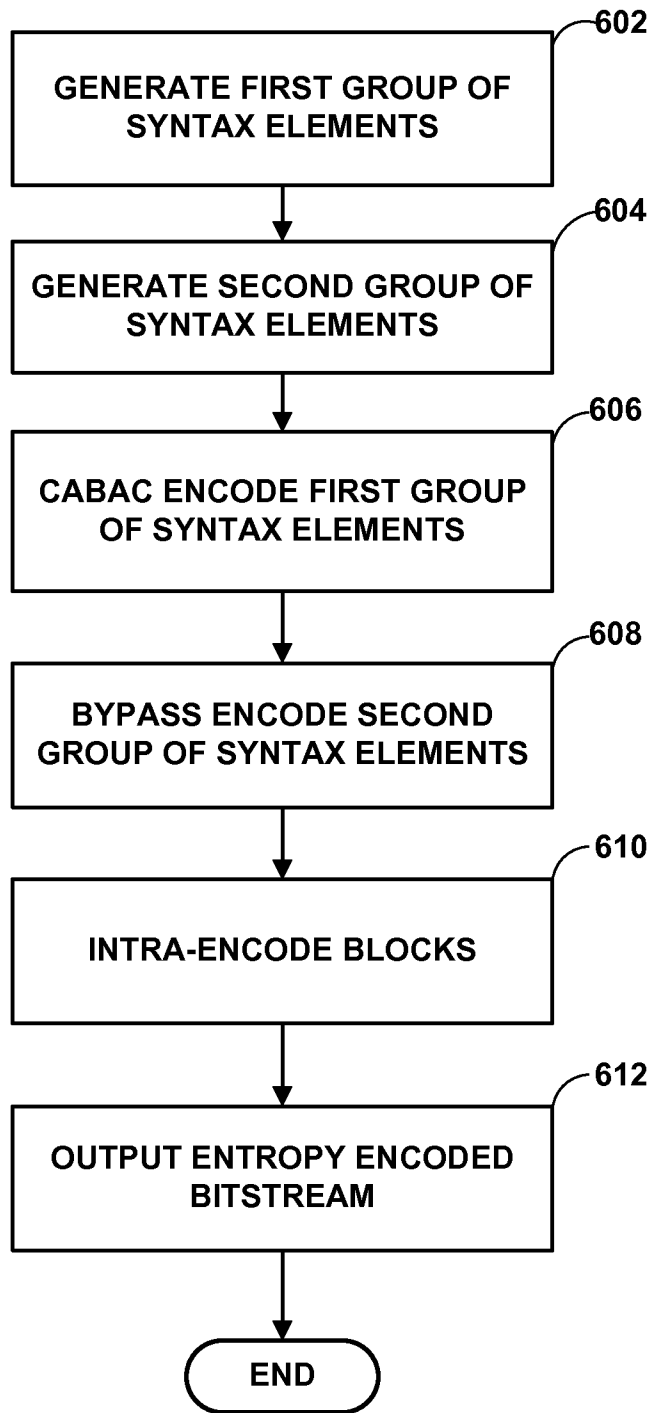 602
GENERATE FIRST GROUP OF
SYNTAX ELEMENTS
604
GENERATE SECOND GROUP OF
SYNTAX ELEMENTS
606
CABAC ENCODE FIRST GROUP
OF SYNTAX ELEMENTS
608
BYPASS ENCODE SECOND
GROUP OF SYNTAX ELEMENTS
610
INTRA-ENCODE BLOCKS
612
OUTPUT ENTROPY ENCODED
BITSTREAM
END